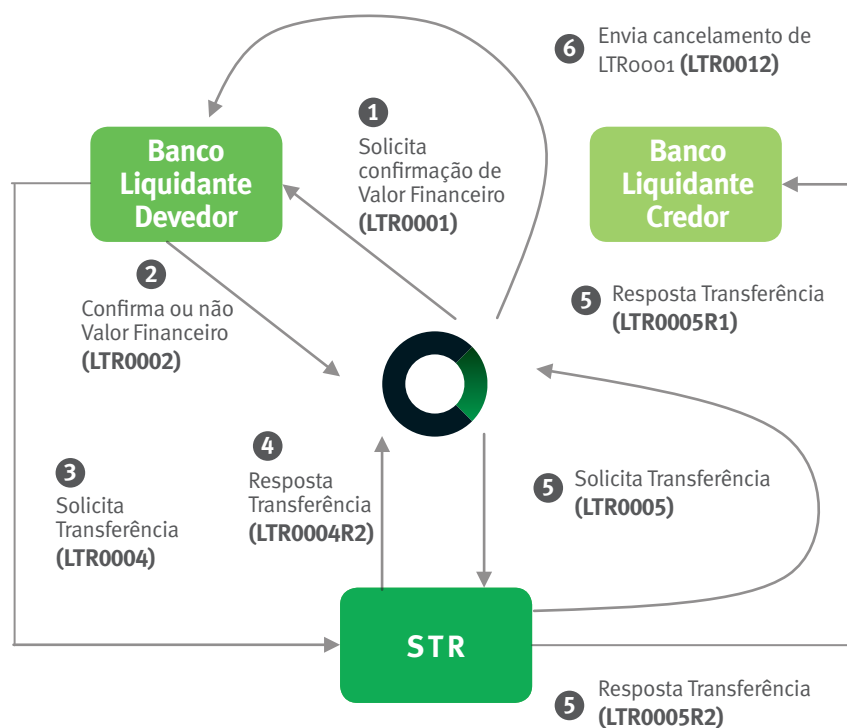 6
Envia cancelamento de
LTR0001 (LTR0012)
1
Solicita
confirmação de
Valor Financeiro
(LTR0001)
Banco
Liquidante
Devedor
Banco
Liquidante
Credor
2
Confirma ou não
Valor Financeiro
(LTR0002)
5
Resposta Transferência
(LTR0005R1)
3
Solicita
Transferência
(LTR0004)
4
Resposta
Transferência
(LTR0004R2)
5
Solicita Transferência
(LTR0005)
STR
5
Resposta Transferência
(LTR0005R2)